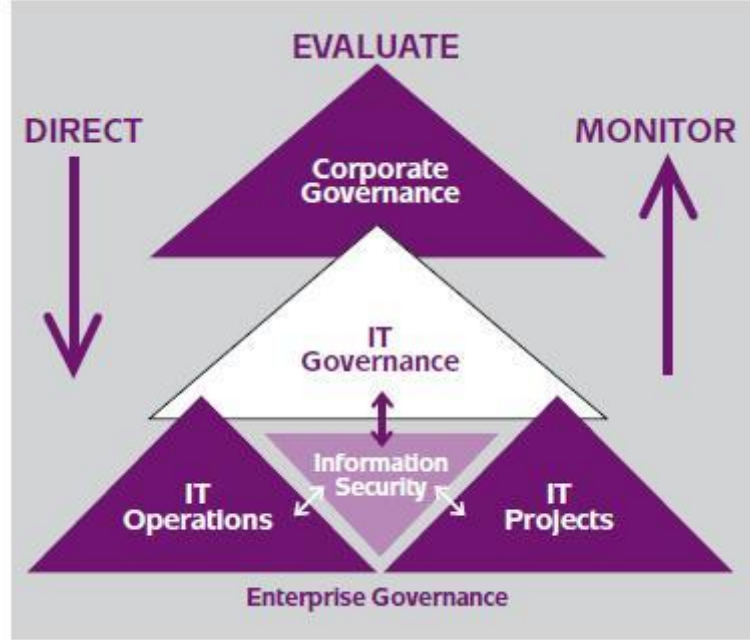 EVALUATE
DIRECT
MONITOR
Corporate
Governance
IT
Governance
Information
Security
IT
Operations
IT
Projects
Enterprise Governance